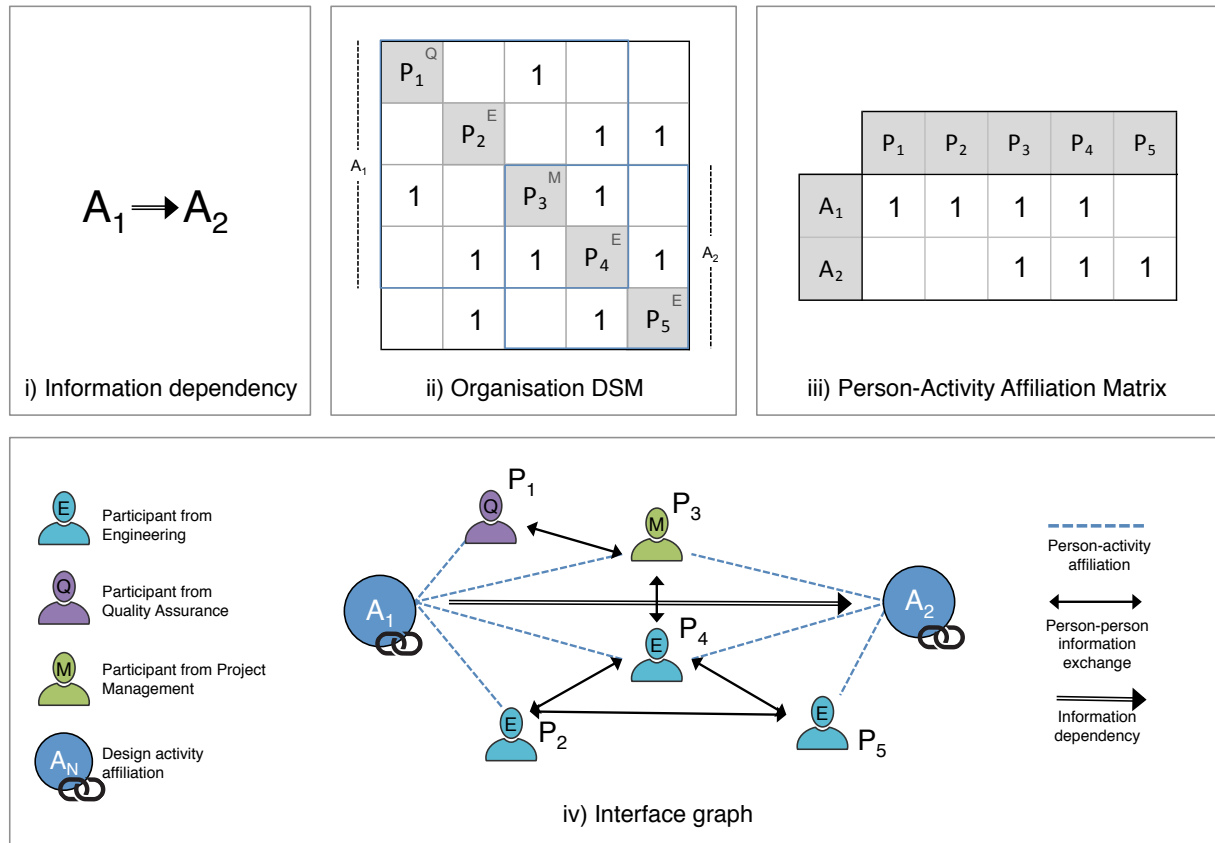 A1 ⇒ A2
i) Information dependency
P1 Q 1
P2 E 1 1
A1
1 P3 M 1
1 1 P4 E 1
A2
1 1 P5 E
ii) Organisation DSM
P1 P2 P3 P4 P5
A1 1 1 1 1
A2 1 1 1
iii) Person-Activity Affiliation Matrix
E
Participant from
Engineering
Q
Participant from
Quality Assurance
M
Participant from Project
Management
AN
Design activity
affiliation
P1
Q
P3
M
A1
A2
P4
E
P2
E
P5
E
Person-activity
affiliation
Person-person
information
exchange
Information
dependency
iv) Interface graph